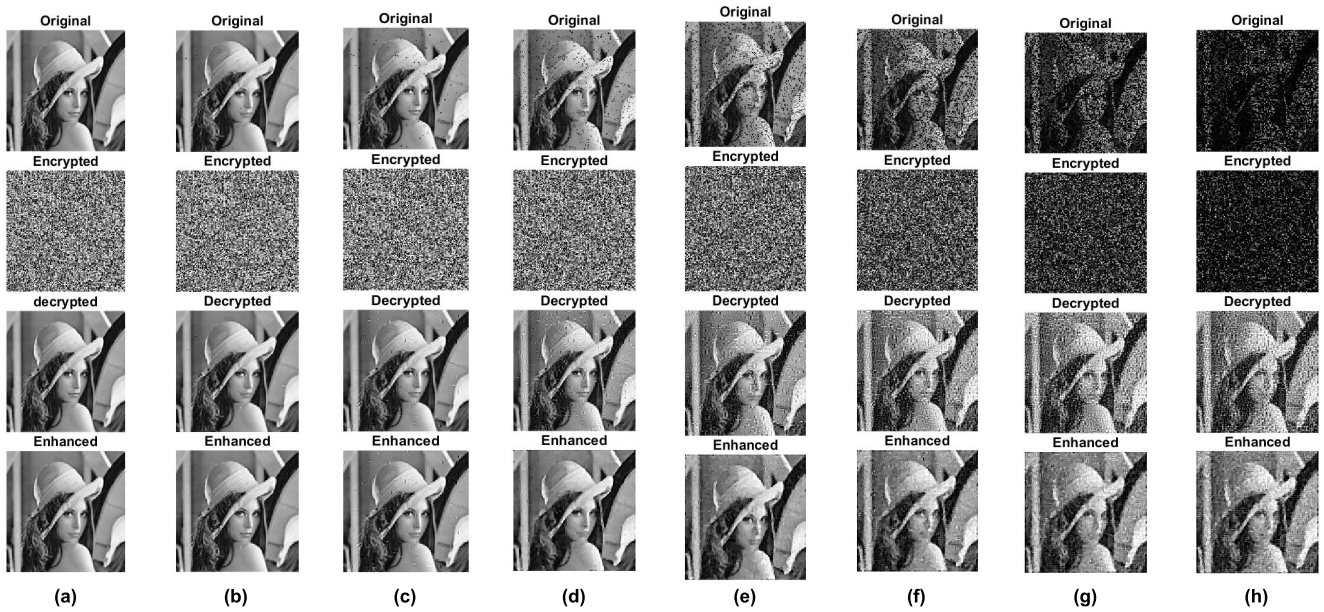 Original Original Original Original Original Original Original Original
Encrypted Encrypted Encrypted Encrypted Encrypted Encrypted Encrypted Encrypted
decrypted Decrypted Decrypted Decrypted Decrypted Decrypted Decrypted Decrypted
Enhanced Enhanced Enhanced Enhanced Enhanced Enhanced Enhanced Enhanced
(a) (b) (c) (d) (e) (f) (g) (h)